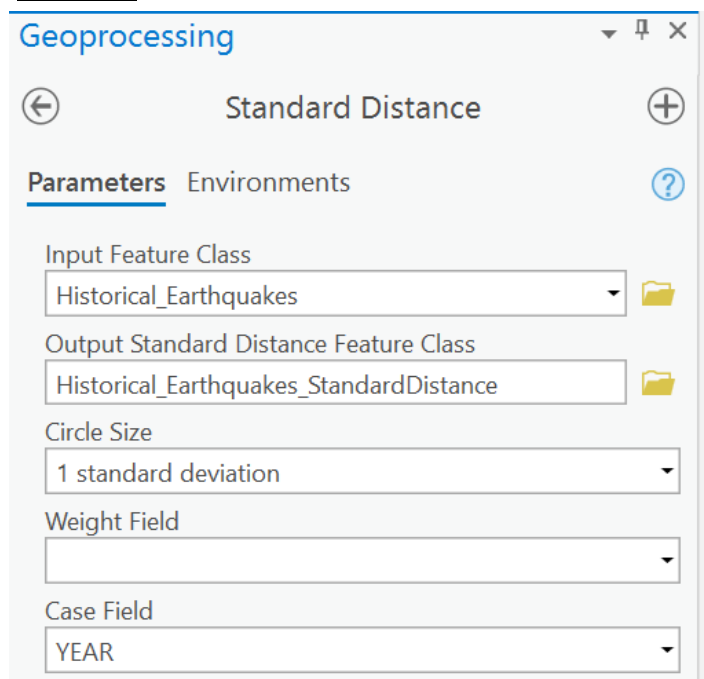 Geoprocessing
Standard Distance
Parameters Environments
Input Feature Class
Historical_Earthquakes
Output Standard Distance Feature Class
Historical_Earthquakes_StandardDistance
Circle Size
1 standard deviation
Weight Field
Case Field
YEAR